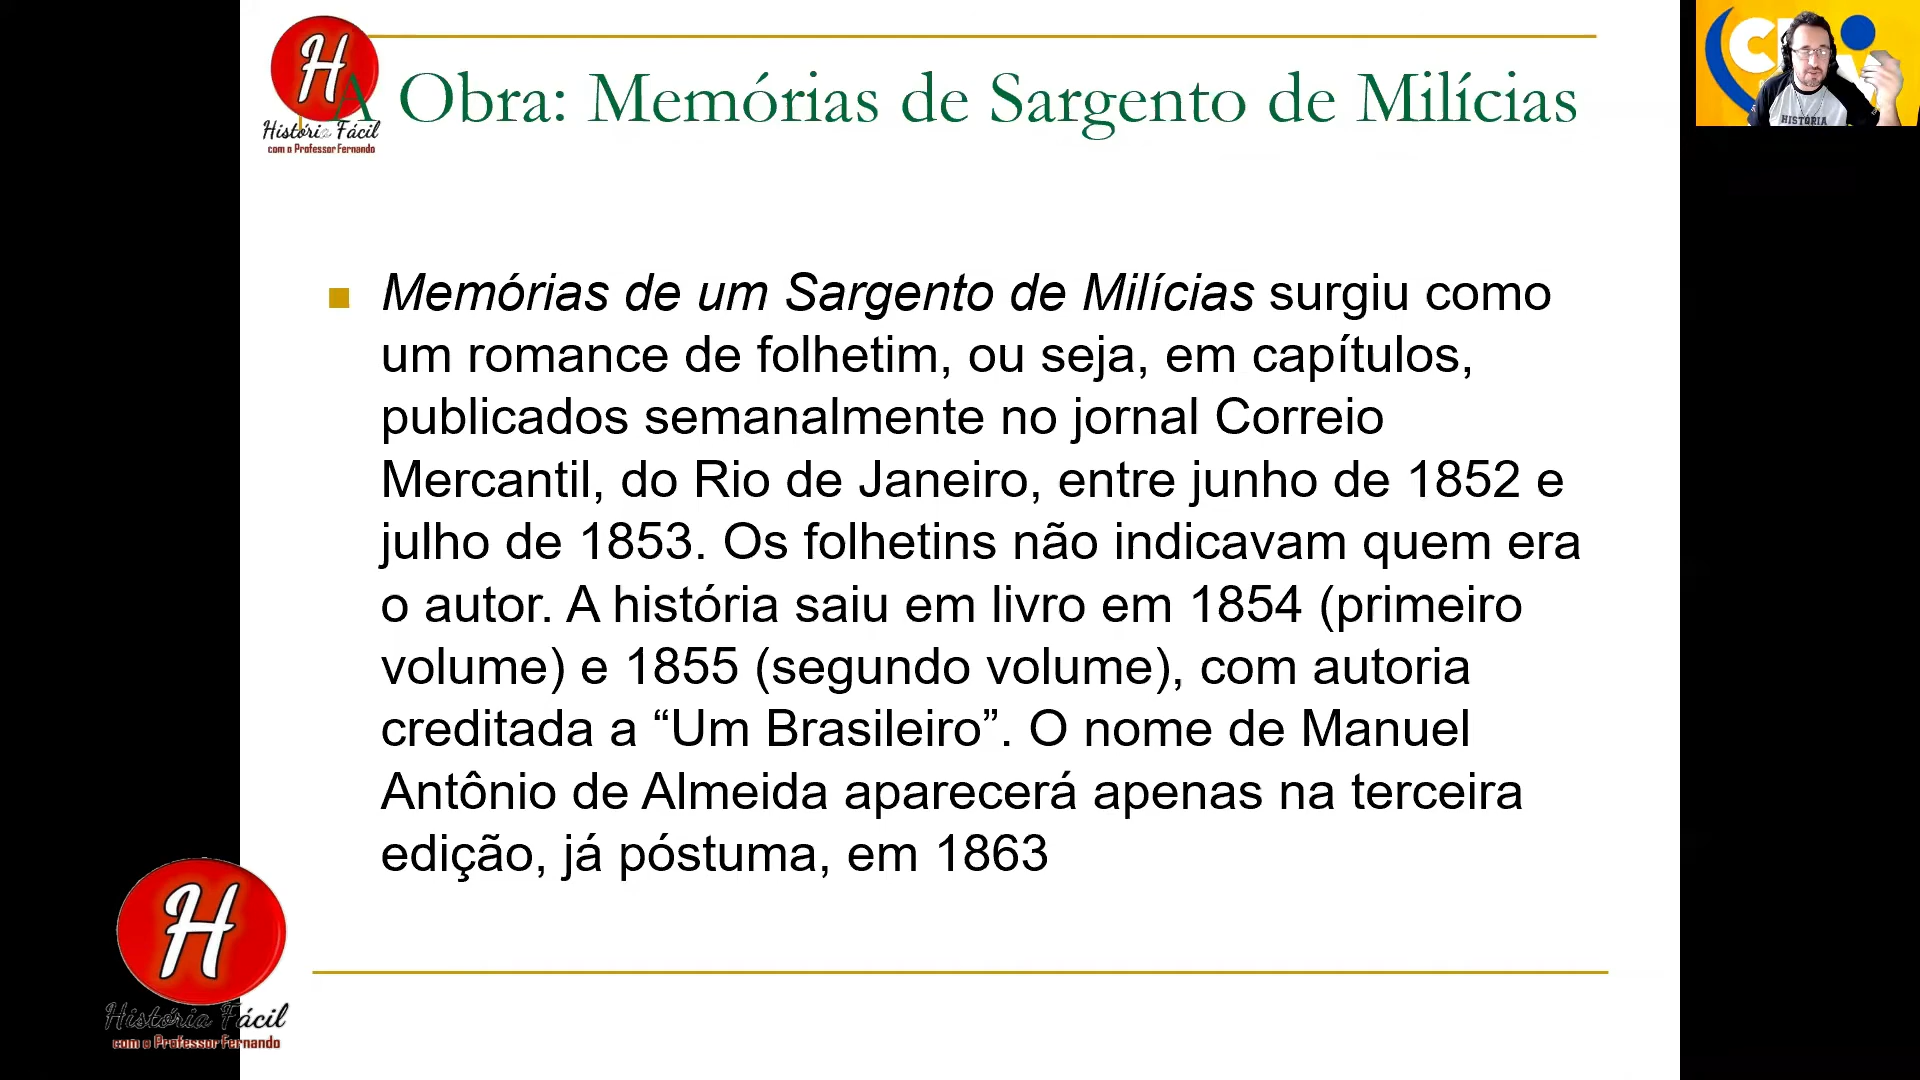 H
História Fácil
com o Professor Fernando
A Obra: Memórias de Sargento de Milícias
HISTÓRIA
Memórias de um Sargento de Milícias surgiu como
um romance de folhetim, ou seja, em capítulos,
publicados semanalmente no jornal Correio
Mercantil, do Rio de Janeiro, entre junho de 1852 e
julho de 1853. Os folhetins não indicavam quem era
o autor. A história saiu em livro em 1854 (primeiro
volume) e 1855 (segundo volume), com autoria
creditada a “Um Brasileiro”. O nome de Manuel
Antônio de Almeida aparecerá apenas na terceira
edição, já póstuma, em 1863
H
História Fácil
com o Professor Fernando